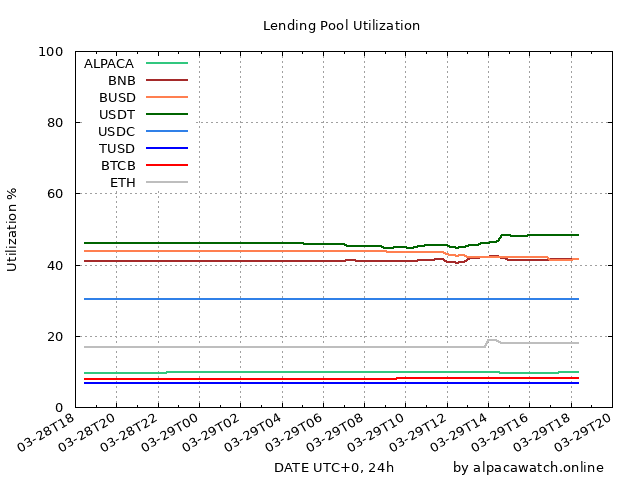 Lending Pool Utilization
Utilization %
100
80
60
40
20
0
ALPACA
BNB
BUSD
USDT
USDC
TUSD
BTCB
ETH
03-28T18
03-28T20
03-28T22
03-29T00
03-29T02
03-29T04
03-29T06
03-29T08
03-29T10
03-29T12
03-29T14
03-29T16
03-29T18
03-29T20
DATE UTC+0, 24h
by alpacawatch.online